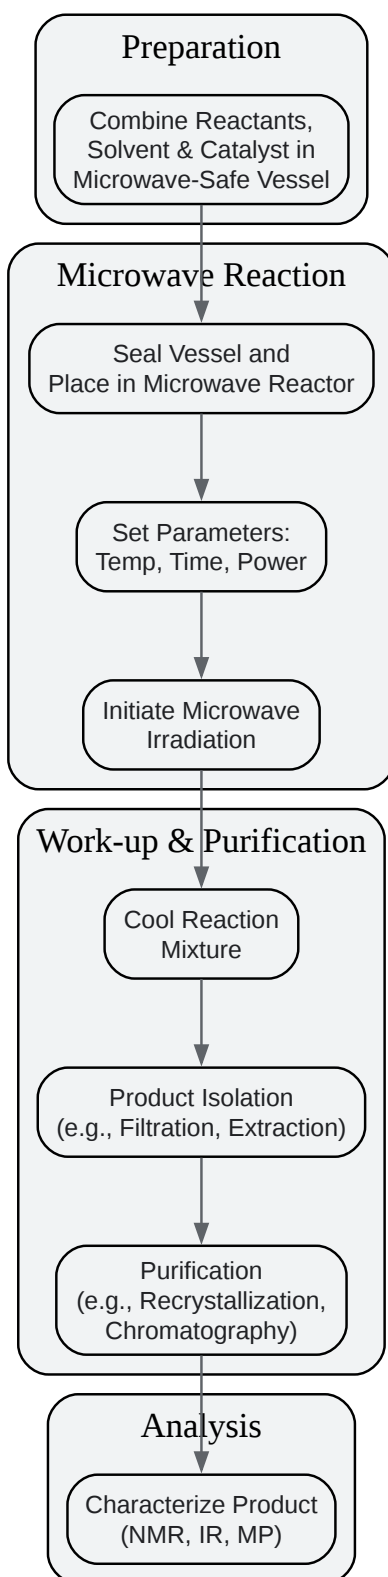 Preparation
Combine Reactants,
Solvent & Catalyst in
Microwave-Safe Vessel
Microwave Reaction
Seal Vessel and
Place in Microwave Reactor
Set Parameters:
Temp, Time, Power
Initiate Microwave
Irradiation
Work-up & Purification
Cool Reaction
Mixture
Product Isolation
(e.g., Filtration, Extraction)
Purification
(e.g., Recrystallization,
Chromatography)
Analysis
Characterize Product
(NMR, IR, MP)